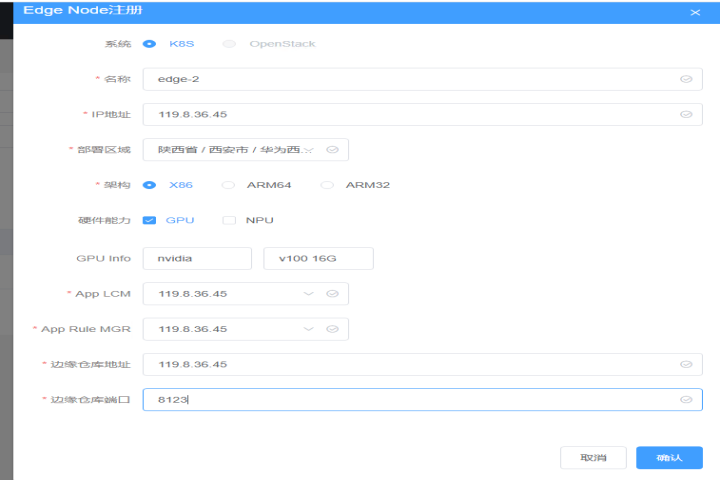 Edge Node注册
系统 K8S OpenStack
* 名称 edge-2
* IP地址 119.8.36.45
* 部署区域 陕西省 / 西安市 / 华为西...
* 架构 X86 ARM64 ARM32
硬件能力 GPU NPU
GPU Info nvidia v100 16G
* App LCM 119.8.36.45
* App Rule MGR 119.8.36.45
* 边缘仓库地址 119.8.36.45
* 边缘仓库端口 8123
取消 确认